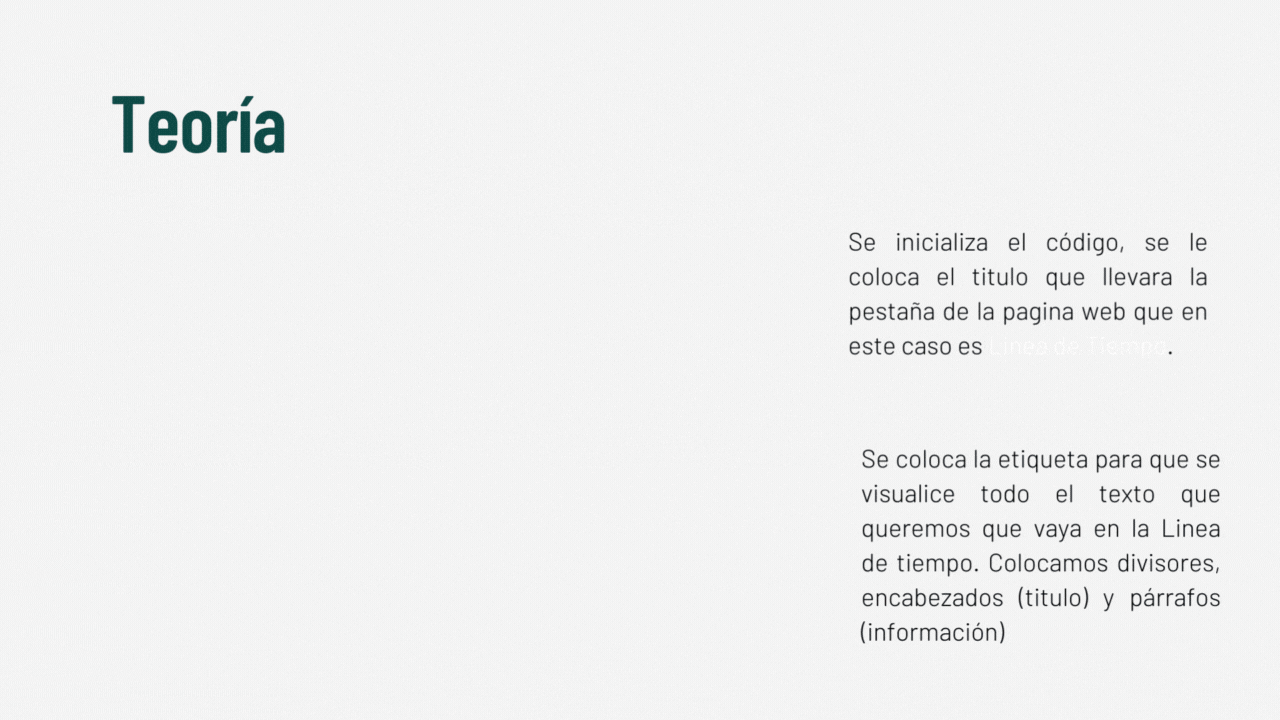 Teoría
Se inicializa el código, se le
coloca el titulo que llevara la
pestaña de la pagina web que en
este caso es Linea de Tiempo.
Se coloca la etiqueta para que se
visualice todo el texto que
queremos que vaya en la Linea
de tiempo. Colocamos divisores,
encabezados (titulo) y párrafos
(información)